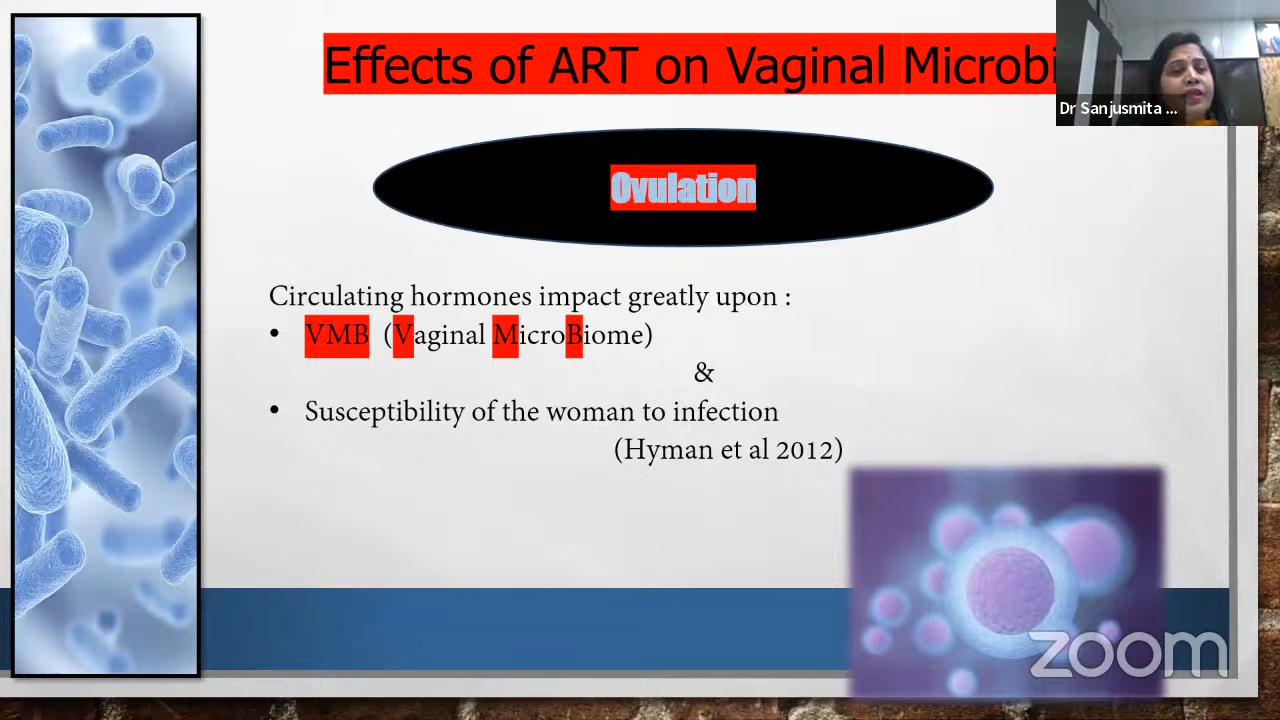 Effects of ART on Vaginal Microbi
Dr Sanjusmita ...
Ovulation
Circulating hormones impact greatly upon :
• VMB (Vaginal MicroBiome)
&
• Susceptibility of the woman to infection
(Hyman et al 2012)
zoom